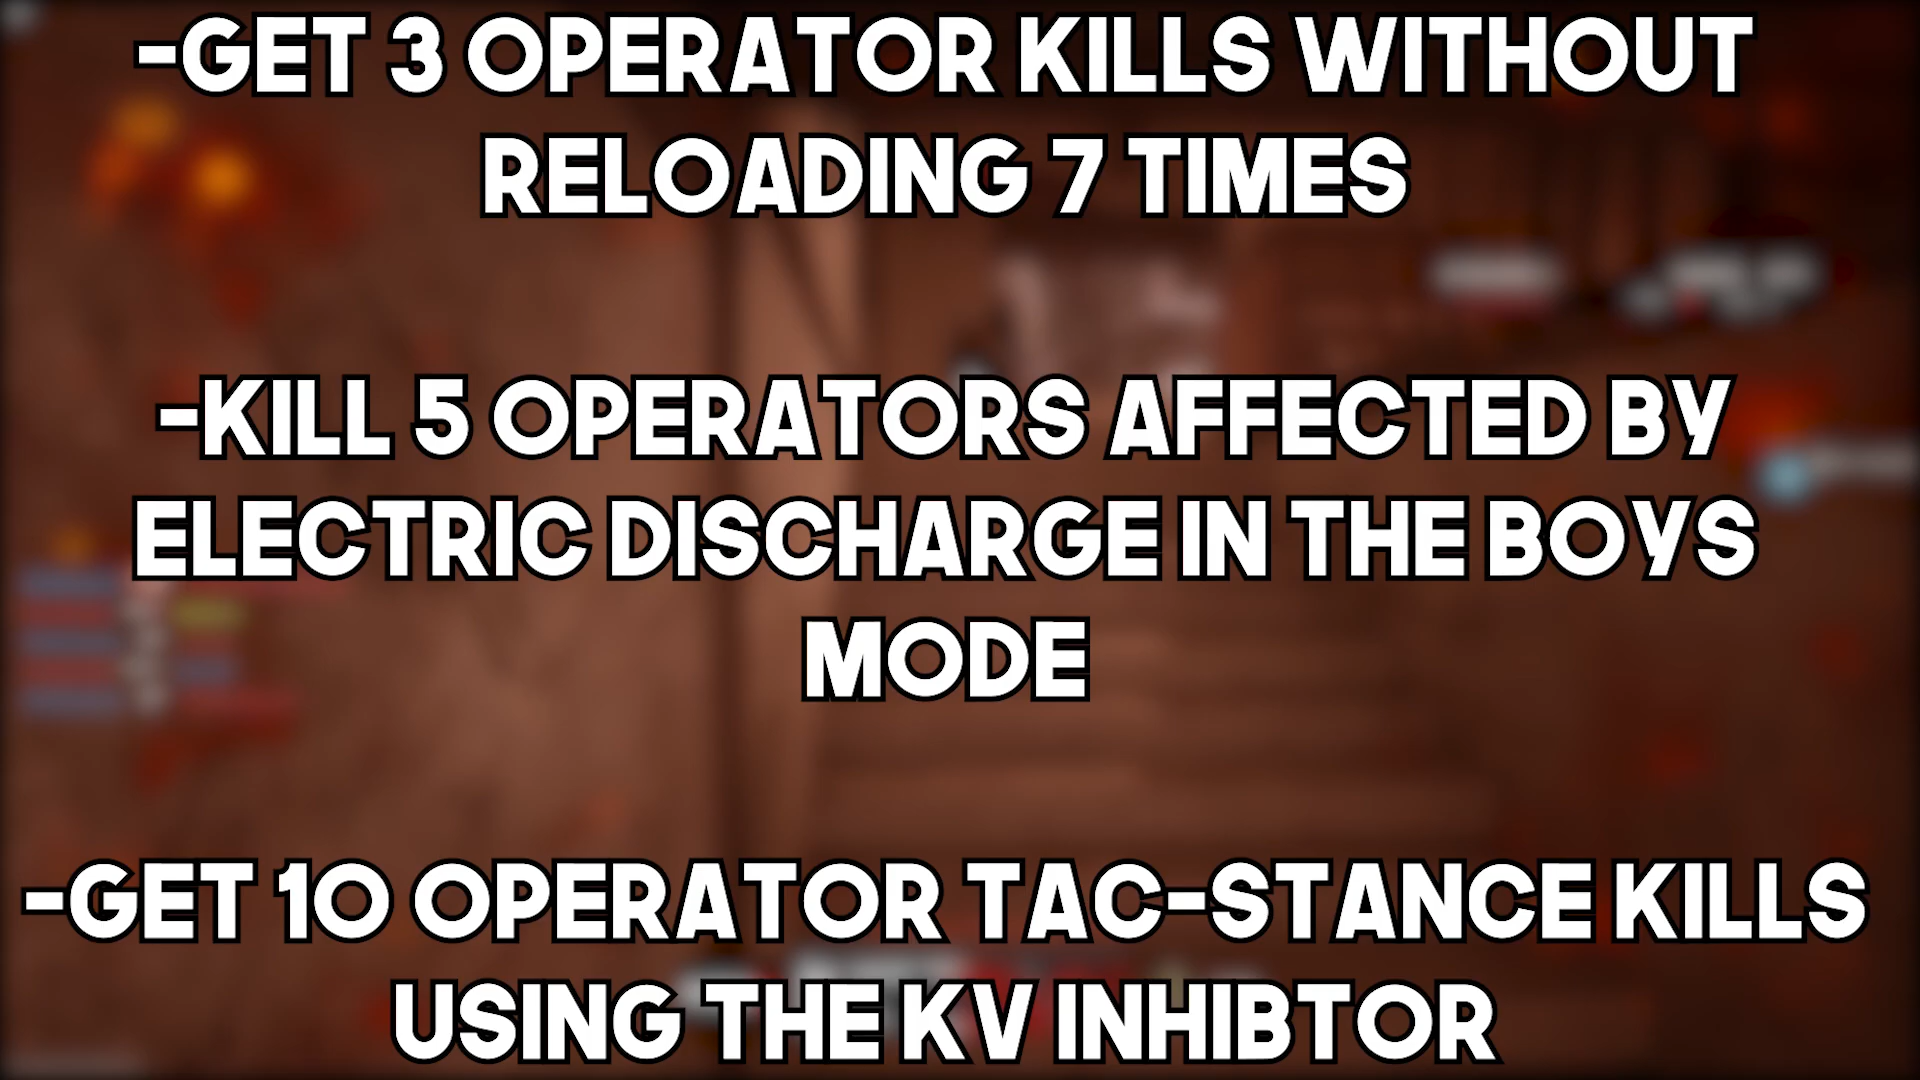 -GET 3 OPERATOR KILLS WITHOUT
RELOADING 7 TIMES
-KILL 5 OPERATORS AFFECTED BY
ELECTRIC DISCHARGE IN THE BOYS
MODE
-GET 10 OPERATOR TAC-STANCE KILLS
USING THE KV INHIBTOR